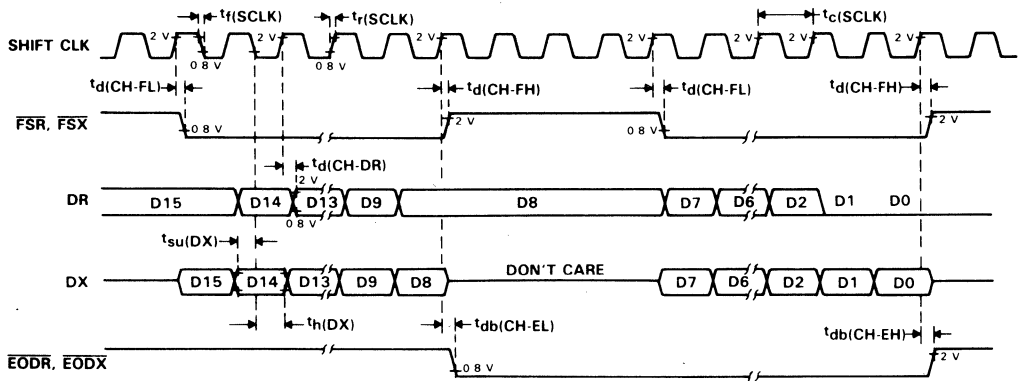 tf(SCLK) tr(SCLK) tc(SCLK)
SHIFT CLK 2 V 2 V 2 V 2 V 2 V 2 V 2 V 2 V
0 8 V 0 8 V
td(CH-FL) td(CH-FH) td(CH-FL) td(CH-FH)
FSR, FSX 0 8 V 2 V 0 8 V 2 V
td(CH-DR)
2 V
DR D15 D14 D13 D9 D8 D7 D6 D2 D1 D0
0 8 V
tsu(DX)
DX D15 D14 D13 D9 D8 DON'T CARE D7 D6 D2 D1 D0
th(DX) tdb(CH-EL) tdb(CH-EH)
EODR, EODX 0 8 V 2 V